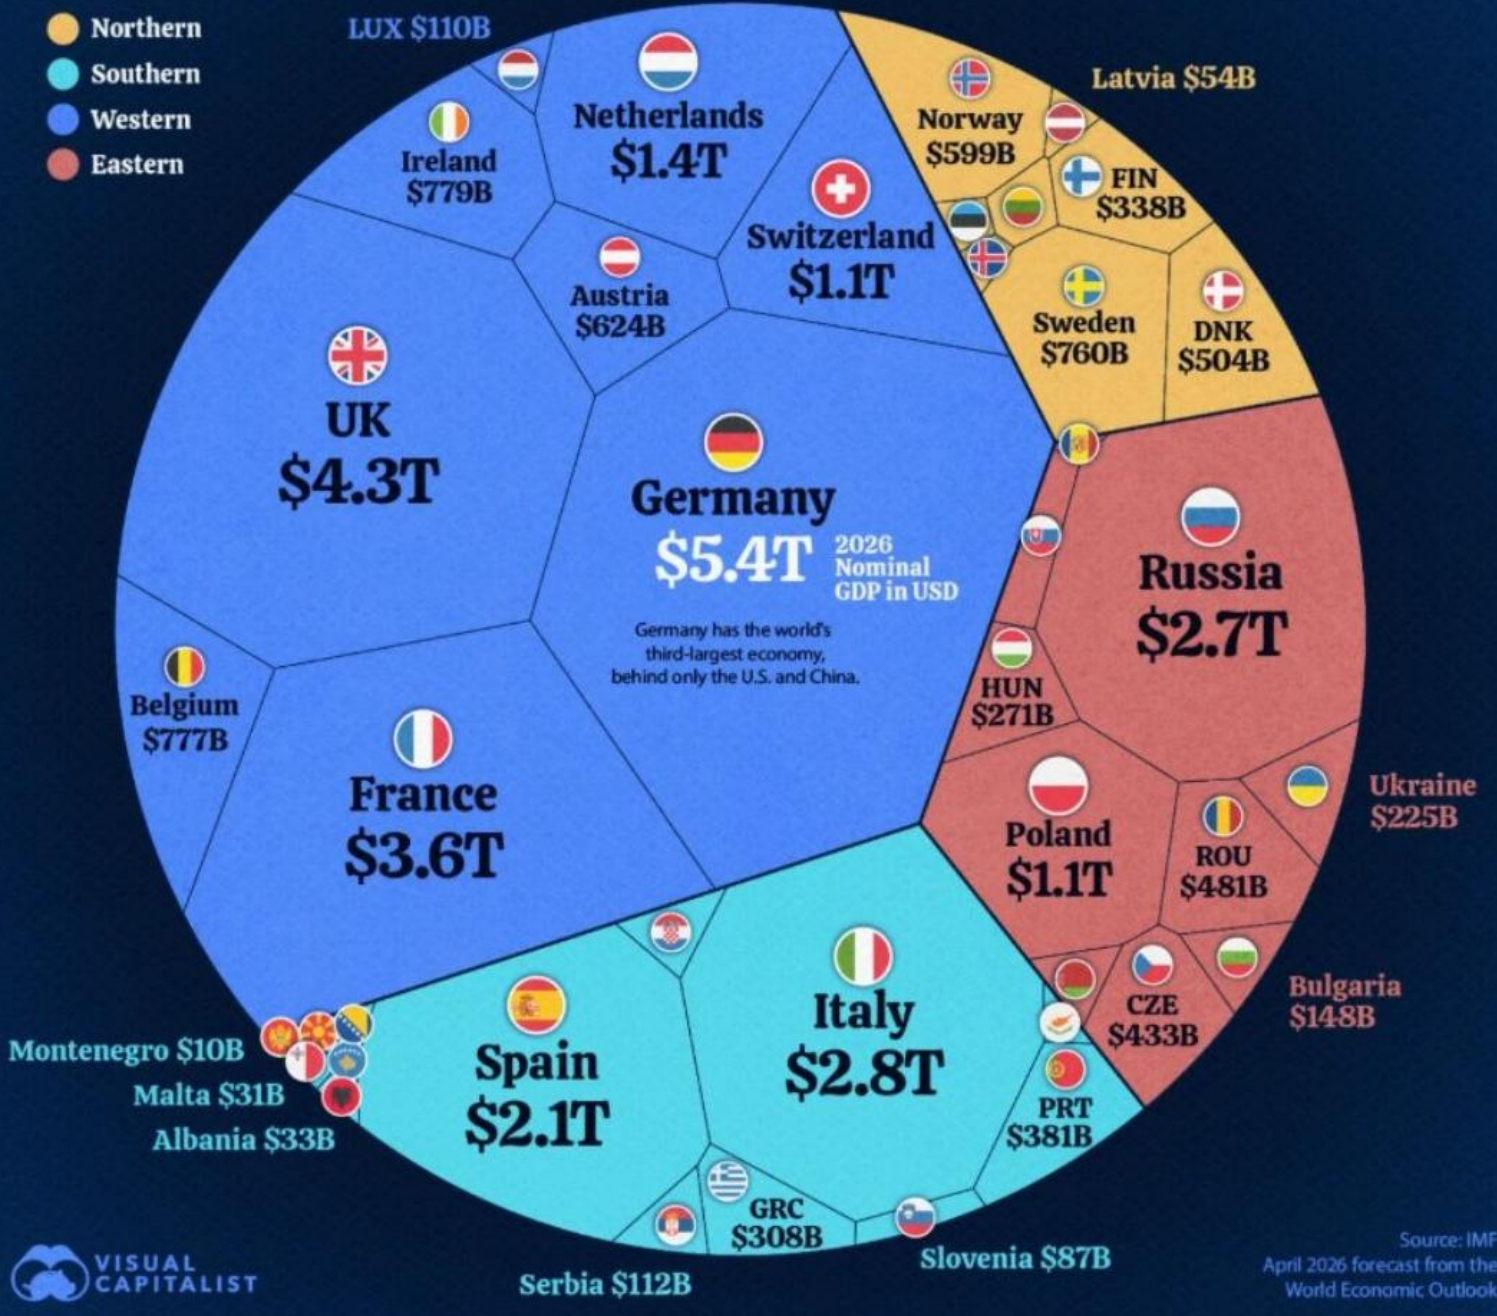 Northern
Southern
Western
Eastern
LUX $110B
Netherlands
$1.4T
Ireland
$779B
Norway
$599B
Latvia $54B
FIN
$338B
Switzerland
$1.1T
Austria
$624B
Sweden
$760B
DNK
$504B
UK
$4.3T
Germany
$5.4T
2026
Nominal
GDP in USD
Germany has the world's
third-largest economy,
behind only the U.S. and China.
Russia
$2.7T
Belgium
$777B
HUN
$271B
France
$3.6T
Poland
$1.1T
ROU
$481B
Ukraine
$225B
Italy
$2.8T
CZE
$433B
Bulgaria
$148B
Spain
$2.1T
Montenegro $10B
Malta $31B
Albania $33B
PRT
$381B
GRC
$308B
Slovenia $87B
Serbia $112B
VISUAL
CAPITALIST
Source: IMF
April 2026 forecast from the
World Economic Outlook